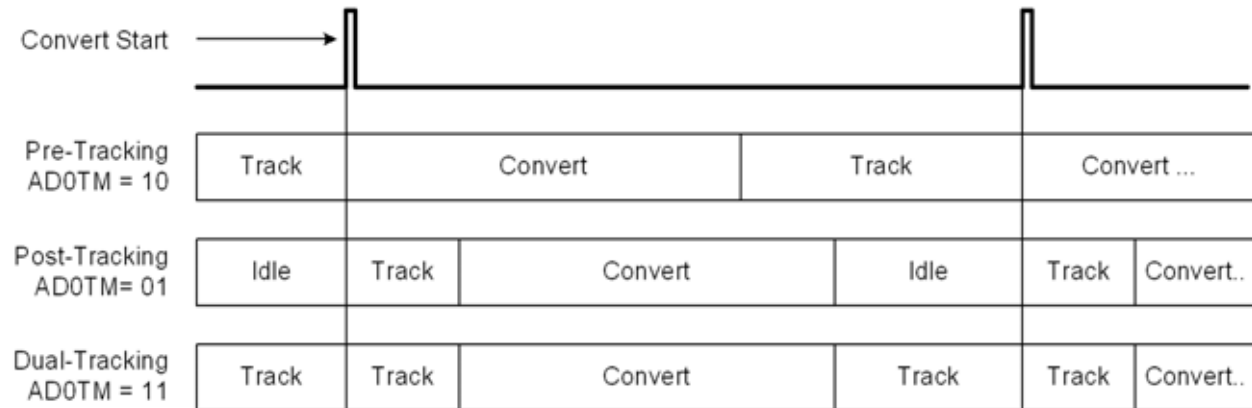 Convert Start
Pre-Tracking
AD0TM = 10
Track
Convert
Track
Convert ...
Post-Tracking
AD0TM= 01
Idle
Track
Convert
Idle
Track
Convert..
Dual-Tracking
AD0TM = 11
Track
Track
Convert
Track
Track
Convert..